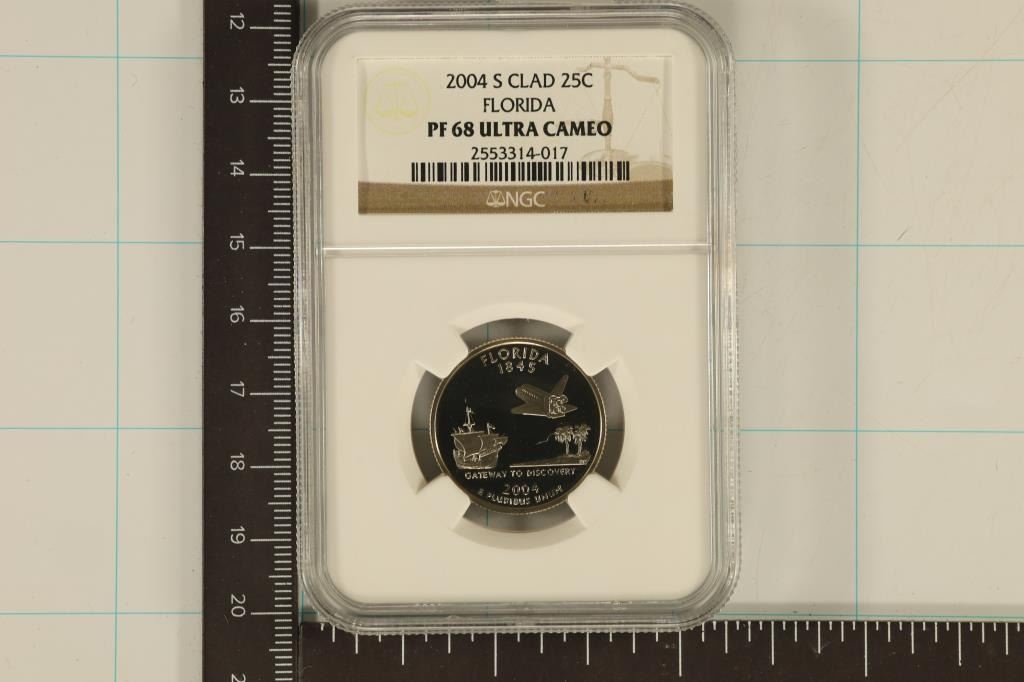 2004 S CLAD 25C
FLORIDA
PF 68 ULTRA CAMEO
2553314-017
NGC
FLORIDA
1845
GATEWAY TO DISCOVERY
2004
E PLURIBUS UNUM
12
13
14
15
16
17
18
19
20